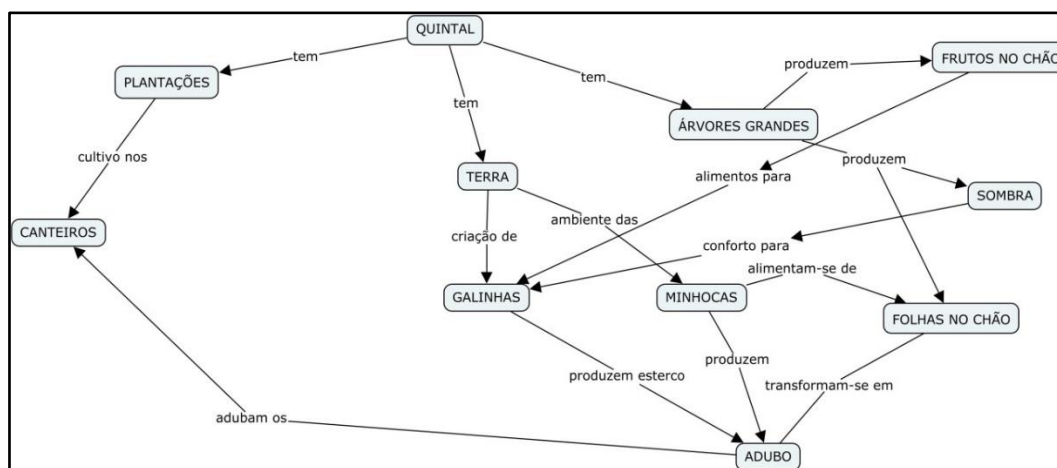 QUINTAL
tem
PLANTAÇÕES
tem
tem
produzem
FRUTOS NO CHÃO
ÁRVORES GRANDES
cultivo nos
produzem
TERRA
alimentos para
SOMBRA
CANTEIROS
criação de
ambiente das
conforto para
alimentam-se de
GALINHAS
MINHOCAS
FOLHAS NO CHÃO
produzem esterco
produzem
transformam-se em
adubam os
ADUBO